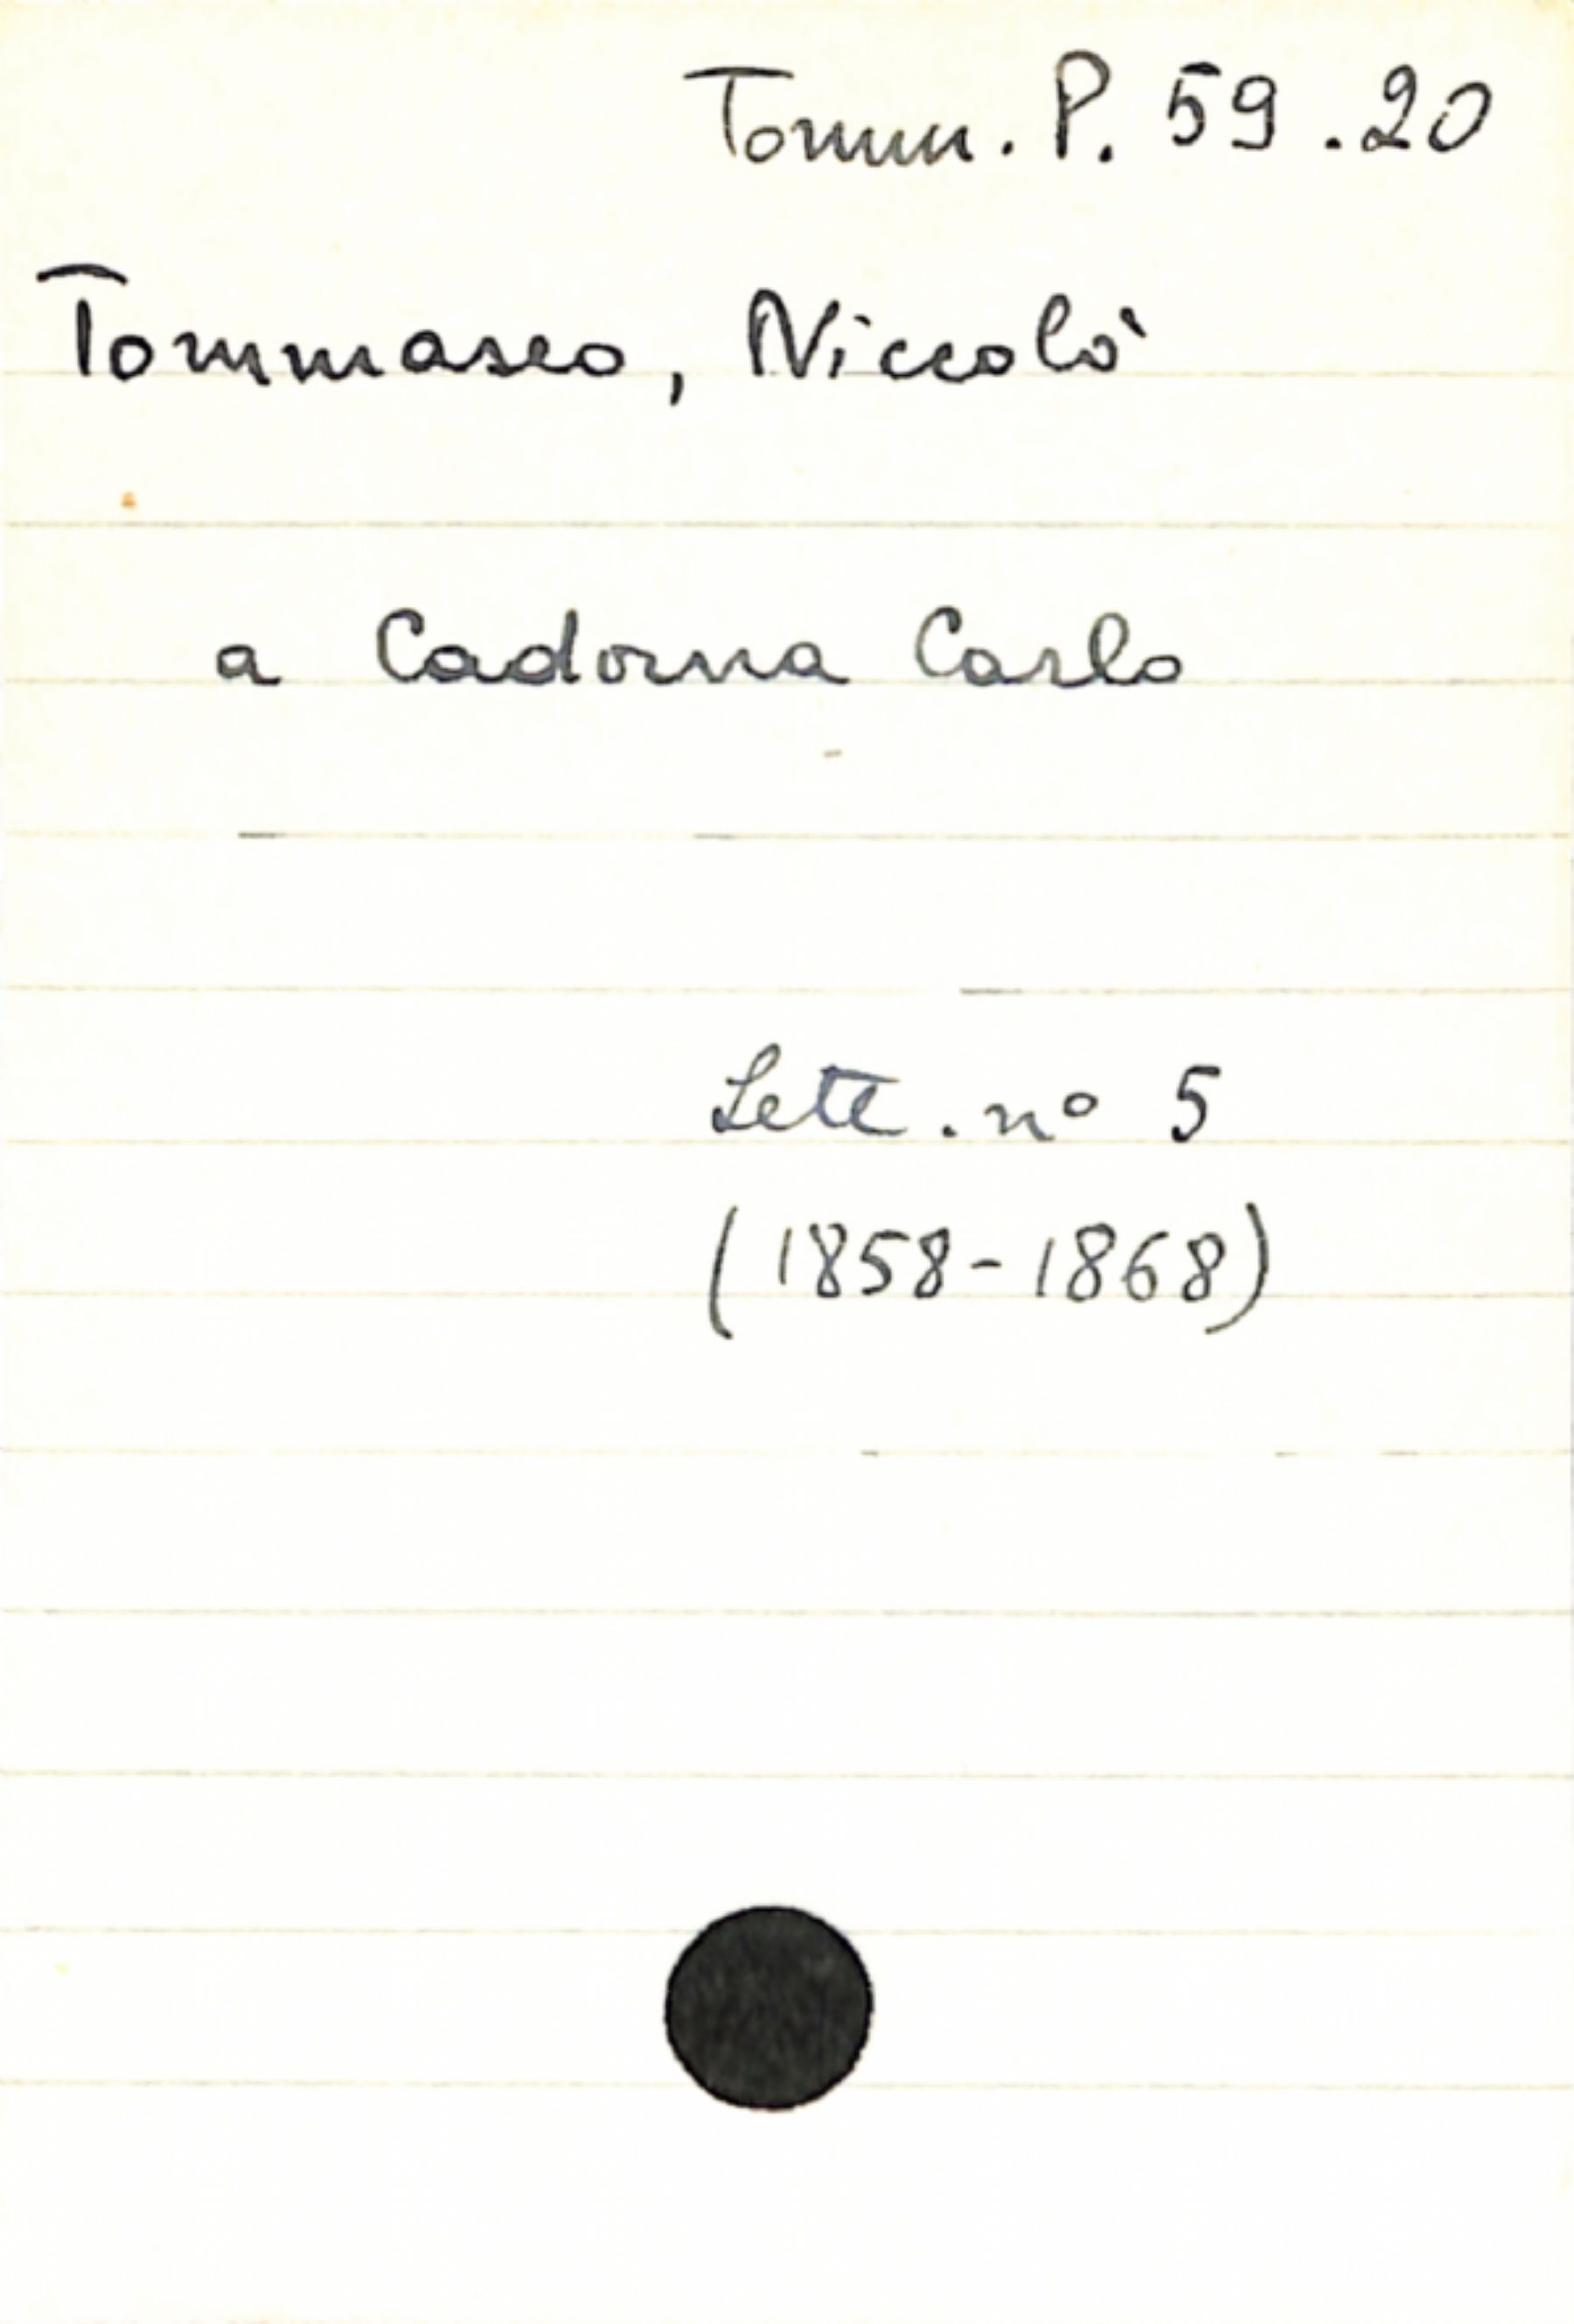 Tomm. P. 59.20
Tommaseo, Niccolò
a Cadorna Carlo
Lett. n° 5
(1858-1868)